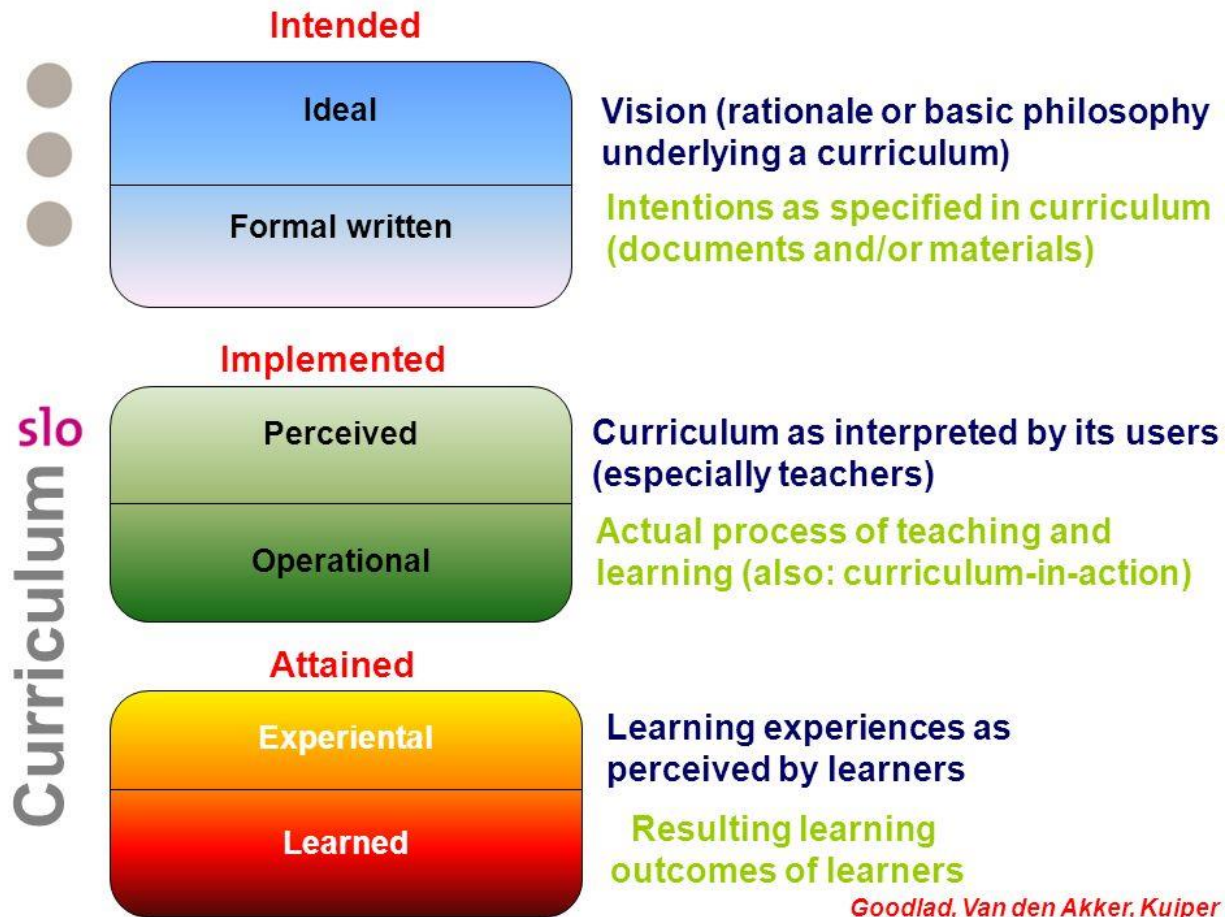 Intended
Ideal
Vision (rationale or basic philosophy
underlying a curriculum)
Formal written
Intentions as specified in curriculum
(documents and/or materials)
Implemented
slo
Curriculum
Perceived
Curriculum as interpreted by its users
(especially teachers)
Operational
Actual process of teaching and
learning (also: curriculum-in-action)
Attained
Experiental
Learning experiences as
perceived by learners
Learned
Resulting learning
outcomes of learners
Goodlad, Van den Akker, Kuiper